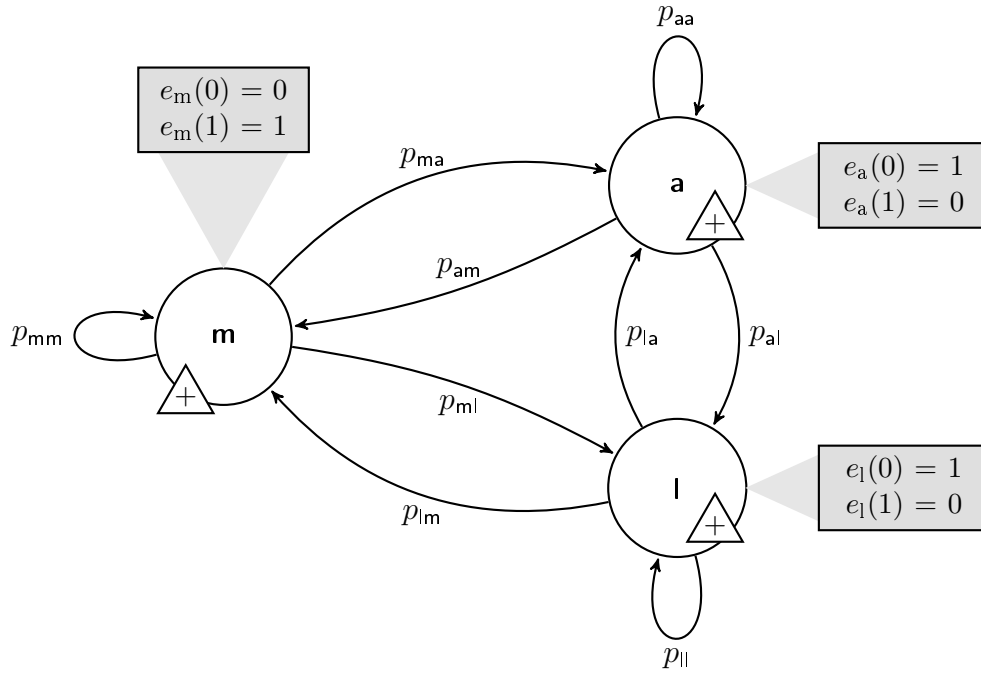 p_aa
e_m(0) = 0
e_m(1) = 1
p_ma
a
e_a(0) = 1
e_a(1) = 0
+
p_am
p_mm
m
p_la
p_al
+
p_ml
l
e_l(0) = 1
e_l(1) = 0
p_lm
+
p_ll